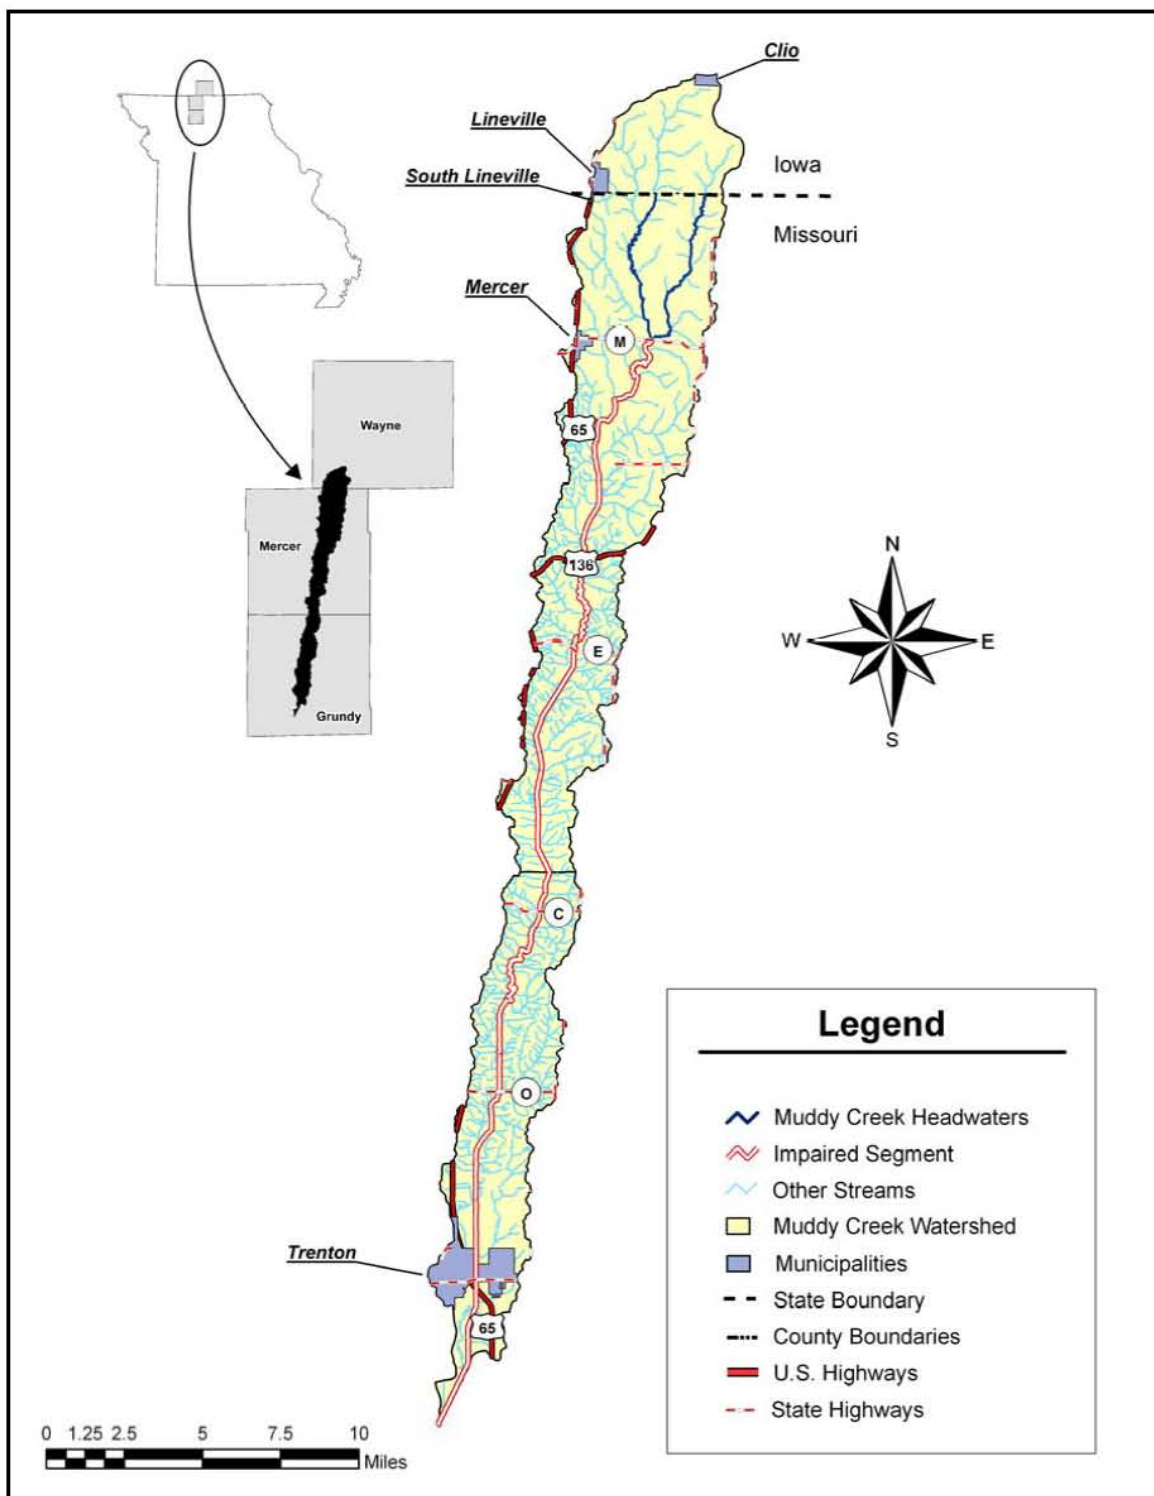 Clio
Lineville
South Lineville
Iowa
Missouri
Mercer
M
65
Wayne
Mercer
136
N
W E
S
E
Grundy
C
O
Trenton
65
Legend
Muddy Creek Headwaters
Impaired Segment
Other Streams
Muddy Creek Watershed
Municipalities
State Boundary
County Boundaries
U.S. Highways
State Highways
0 1.25 2.5 5 7.5 10
Miles